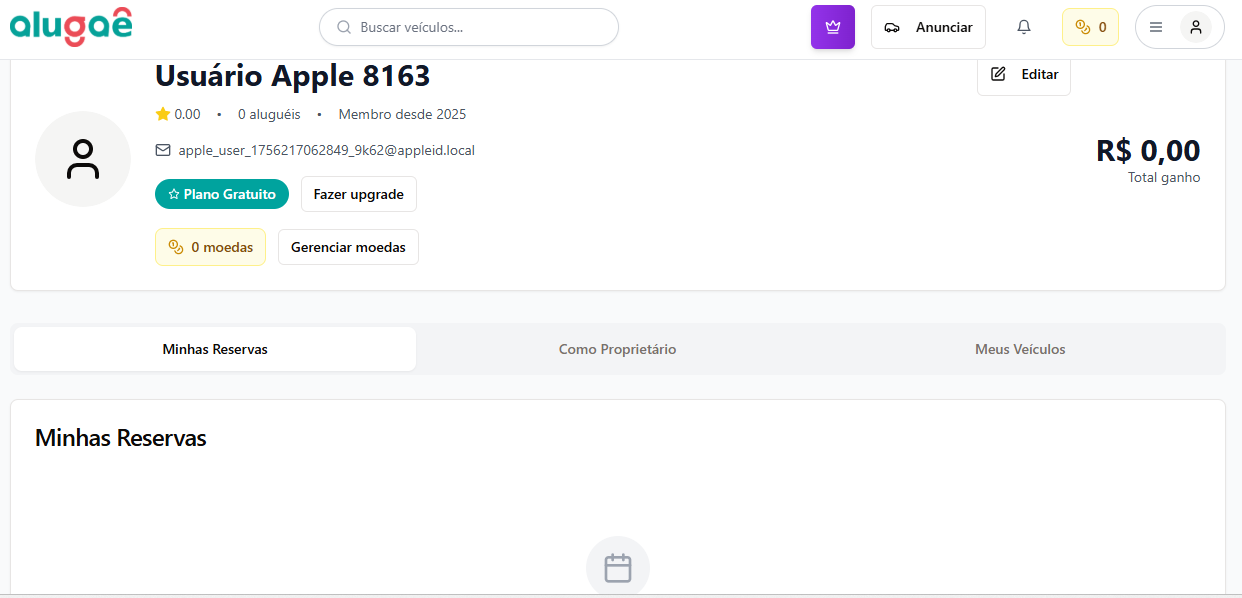 alugaê
Buscar veículos...
Anunciar
0
Usuário Apple 8163
Editar
0.00 • 0 aluguéis • Membro desde 2025
apple_user_1756217062849_9k62@appleid.local
R$ 0,00
Total ganho
Plano Gratuito
Fazer upgrade
0 moedas
Gerenciar moedas
Minhas Reservas
Como Proprietário
Meus Veículos
Minhas Reservas